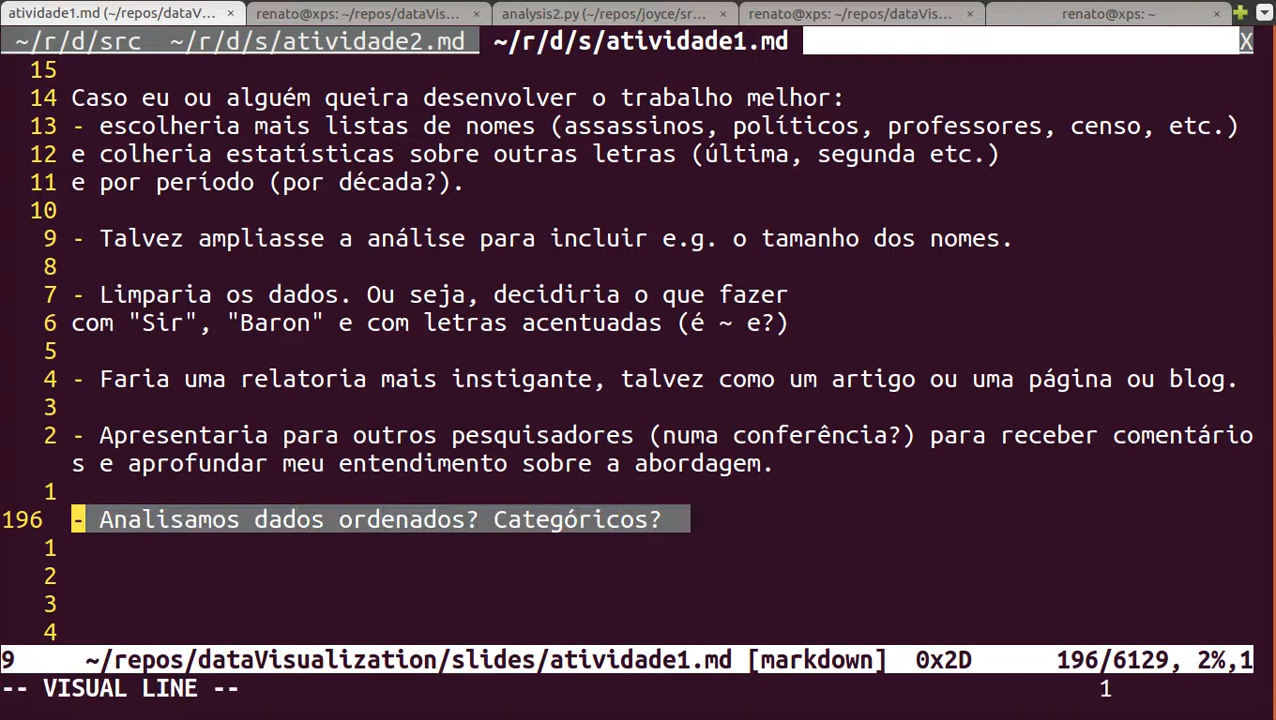 atividade1.md (~/repos/dataV... ×
renato@xps: ~/repos/dataVis... ×
analysis2.py (~/repos/joyce/sr... ×
renato@xps: ~/repos/dataVis... ×
renato@xps: ~ ×
~/r/d/src ~/r/d/s/atividade2.md ~/r/d/s/atividade1.md X
15
14 Caso eu ou alguém queira desenvolver o trabalho melhor:
13 - escolheria mais listas de nomes (assassinos, políticos, professores, censo, etc.)
12 e colheria estatísticas sobre outras letras (última, segunda etc.)
11 e por período (por década?).
10
9 - Talvez ampliasse a análise para incluir e.g. o tamanho dos nomes.
8
7 - Limparia os dados. Ou seja, decidiria o que fazer
6 com "Sir", "Baron" e com letras acentuadas (é ~ e?)
5
4 - Faria uma relatoria mais instigante, talvez como um artigo ou uma página ou blog.
3
2 - Apresentaria para outros pesquisadores (numa conferência?) para receber comentário
s e aprofundar meu entendimento sobre a abordagem.
1
196 - Analisamos dados ordenados? Categóricos?
1
2
3
4
9 ~/repos/dataVisualization/slides/atividade1.md [markdown] 0x2D 196/6129, 2%,1
-- VISUAL LINE -- 1